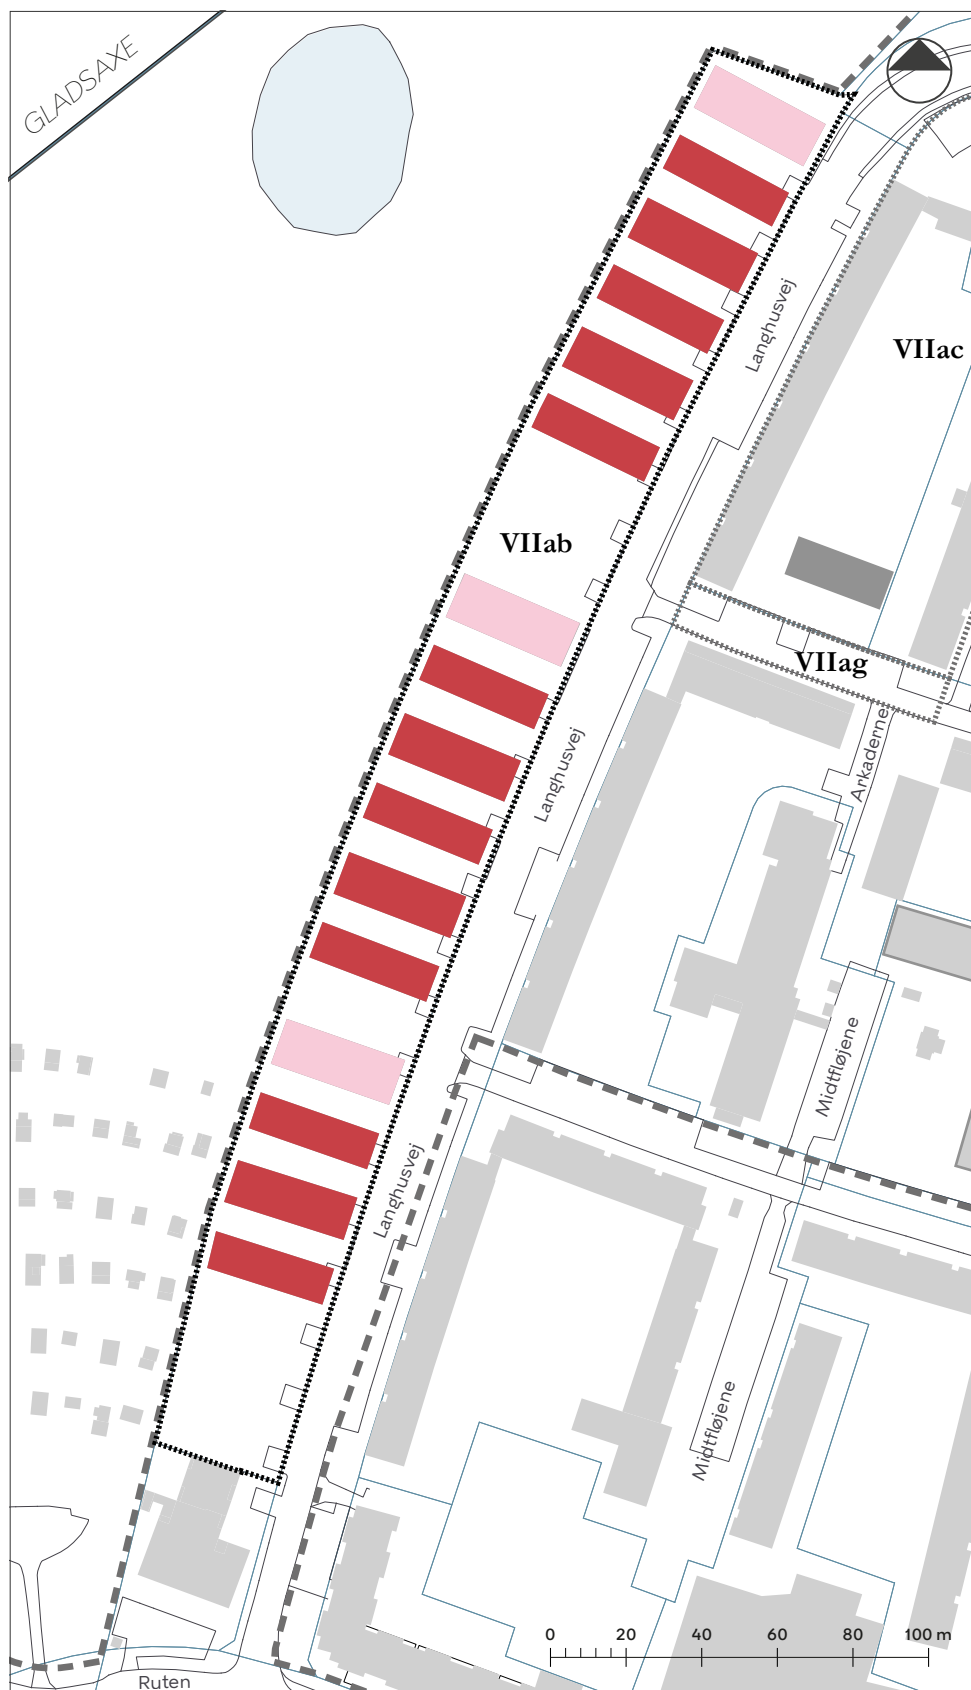 GLADSAXE
Langhusvej
VIIac
VIIab
VIIag
Arkaderne
Langhusvej
Midtfløjene
Langhusvej
Midtfløjene
0 20 40 60 80 100 m
Ruten